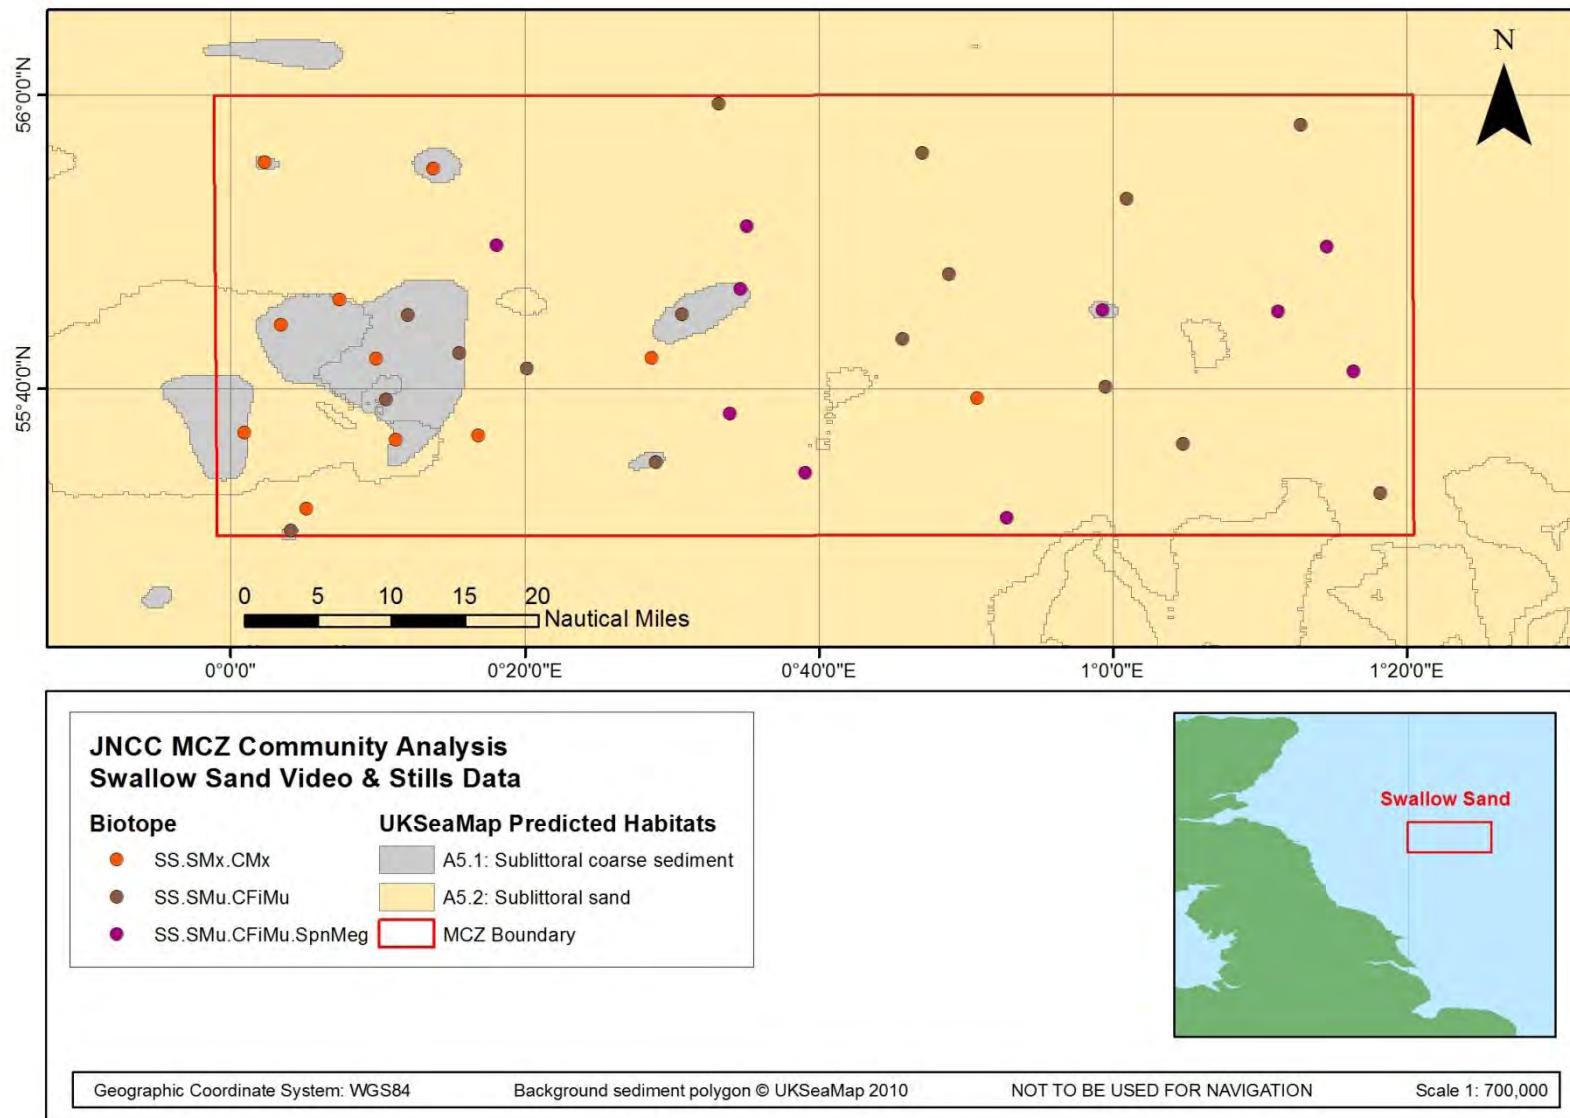 N
56°0'0"N
55°40'0"N
0 5 10 15 20
Nautical Miles
0°0'0" 0°20'0"E 0°40'0"E 1°0'0"E 1°20'0"E
JNCC MCZ Community Analysis
Swallow Sand Video & Stills Data
Biotope UKSeaMap Predicted Habitats
SS.SMx.CMx A5.1: Sublittoral coarse sediment
SS.SMu.CFiMu A5.2: Sublittoral sand
SS.SMu.CFiMu.SpnMeg MCZ Boundary
Swallow Sand
Geographic Coordinate System: WGS84 Background sediment polygon © UKSeaMap 2010 NOT TO BE USED FOR NAVIGATION Scale 1: 700,000